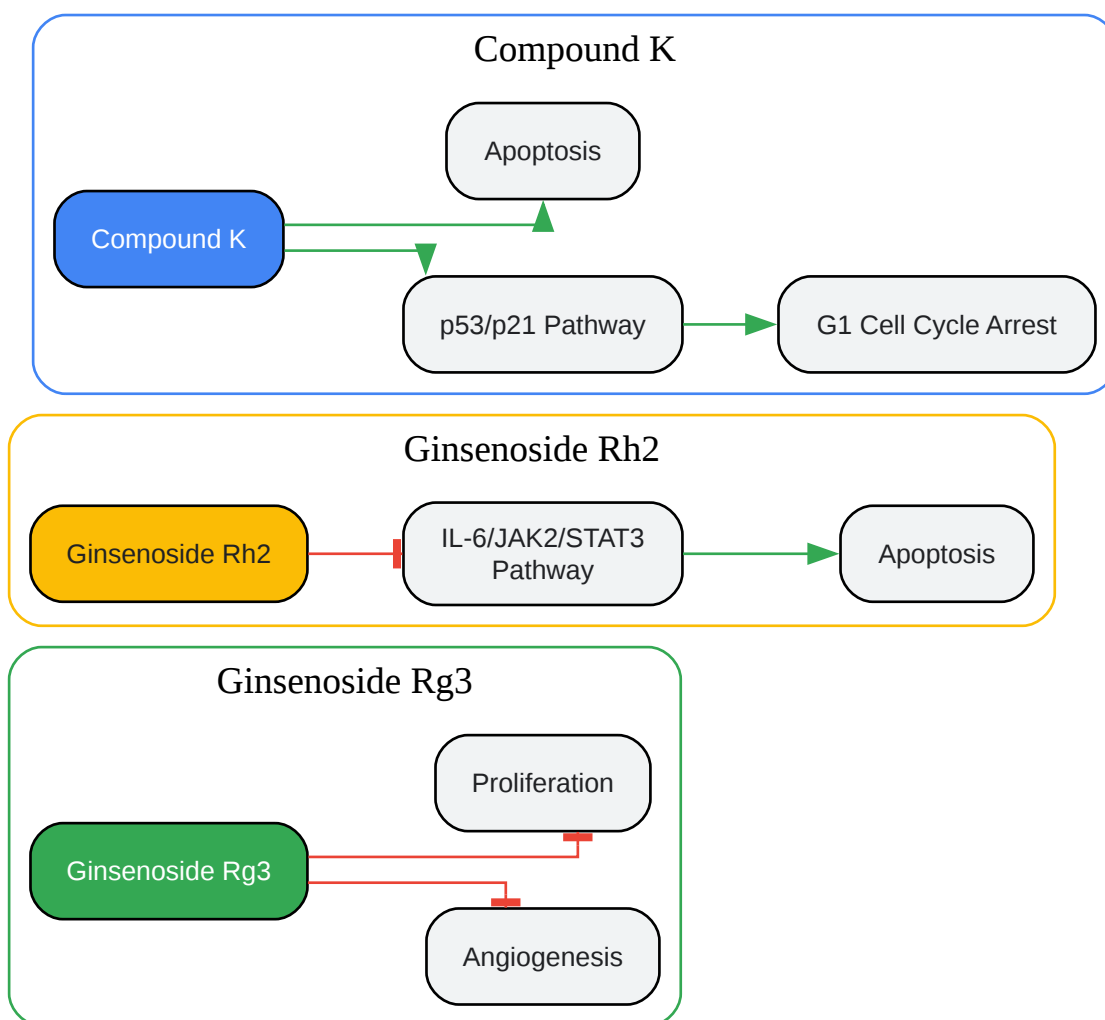 Compound K
Apoptosis
Compound K
p53/p21 Pathway
G1 Cell Cycle Arrest
Ginsenoside Rh2
Ginsenoside Rh2
IL-6/JAK2/STAT3
Pathway
Apoptosis
Ginsenoside Rg3
Proliferation
Ginsenoside Rg3
Angiogenesis